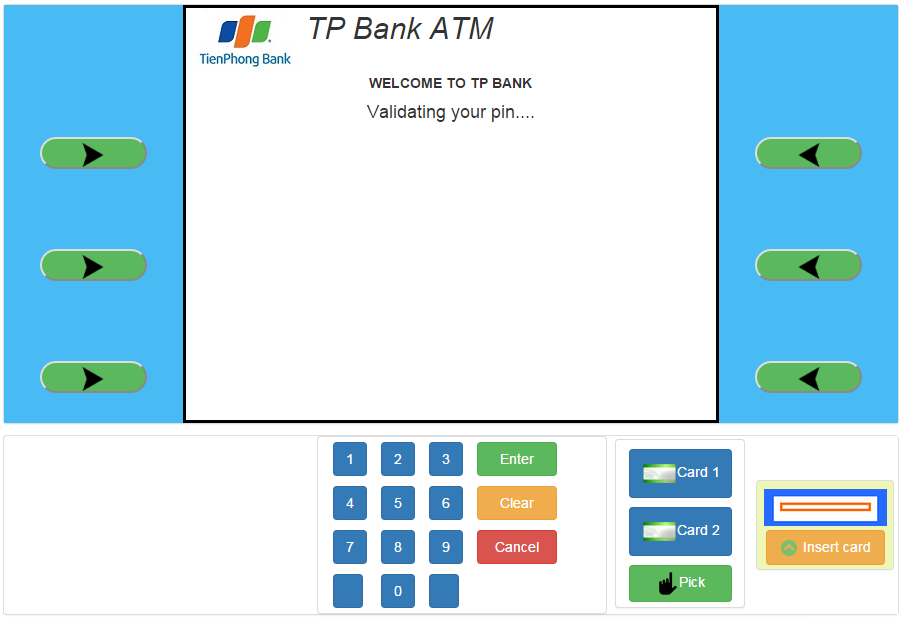 TP Bank ATM
TienPhong Bank
WELCOME TO TP BANK
Validating your pin....
1 2 3 Enter
4 5 6 Clear
7 8 9 Cancel
0
Card 1
Card 2
Pick
Insert card